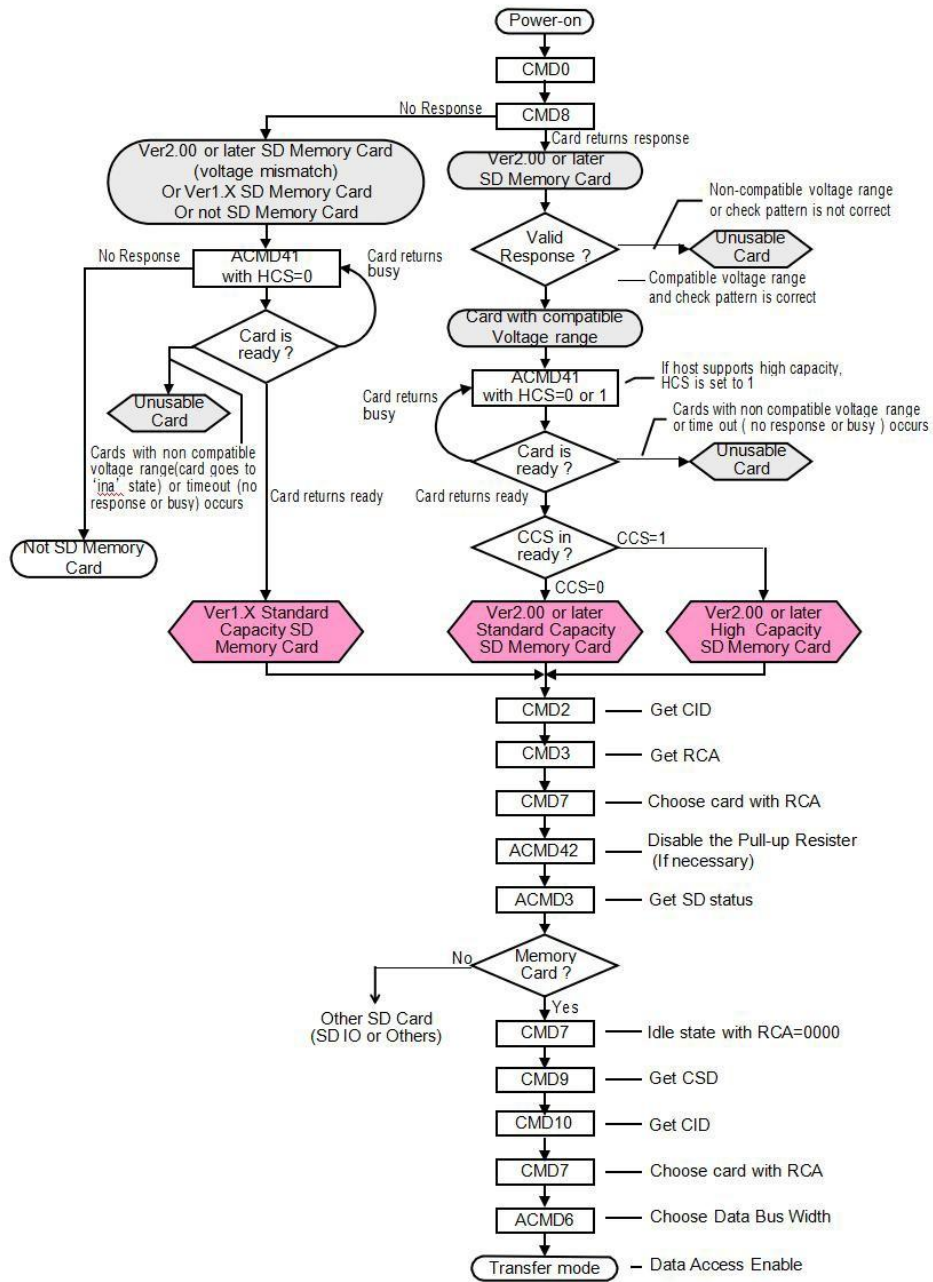 Power-on
CMD0
No Response
CMD8
Card returns response
Ver2.00 or later SD Memory Card
(voltage mismatch)
Or Ver1.X SD Memory Card
Or not SD Memory Card
Ver2.00 or later
SD Memory Card
Non-compatible voltage range
or check pattern is not correct
Valid
Response ?
Unusable
Card
Compatible voltage range
and check pattern is correct
No Response
ACMD41
with HCS=0
Card returns
busy
Card is
ready ?
Card with compatible
Voltage range
If host supports high capacity,
HCS is set to 1
ACMD41
with HCS=0 or 1
Card returns
busy
Cards with non compatible voltage range
or time out ( no response or busy ) occurs
Unusable
Card
Card is
ready ?
Unusable
Card
Cards with non compatible
voltage range(card goes to
‘ina’ state) or timeout (no
response or busy) occurs
Card returns ready
Card returns ready
Not SD Memory
Card
CCS in
ready ?
CCS=1
CCS=0
Ver1.X Standard
Capacity SD
Memory Card
Ver2.00 or later
Standard Capacity
SD Memory Card
Ver2.00 or later
High Capacity
SD Memory Card
CMD2
Get CID
CMD3
Get RCA
CMD7
Choose card with RCA
ACMD42
Disable the Pull-up Resister
(If necessary)
ACMD3
Get SD status
No
Memory
Card ?
Yes
Other SD Card
(SD IO or Others)
CMD7
Idle state with RCA=0000
CMD9
Get CSD
CMD10
Get CID
CMD7
Choose card with RCA
ACMD6
Choose Data Bus Width
Transfer mode
Data Access Enable